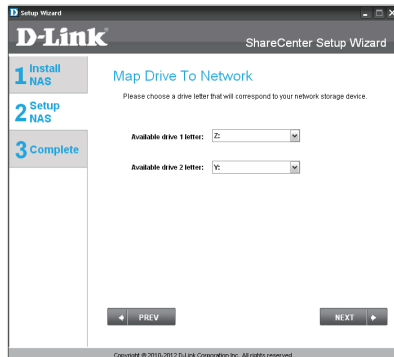 D Setup Wizard
D-Link
ShareCenter Setup Wizard
1 Install NAS
2 Setup NAS
3 Complete
Map Drive To Network
Please choose a drive letter that will correspond to your network storage device.
Available drive 1 letter: Z:
Available drive 2 letter: Y:
PREV
NEXT
Copyright © 2010-2012 D-Link Corporation Inc. All rights reserved.